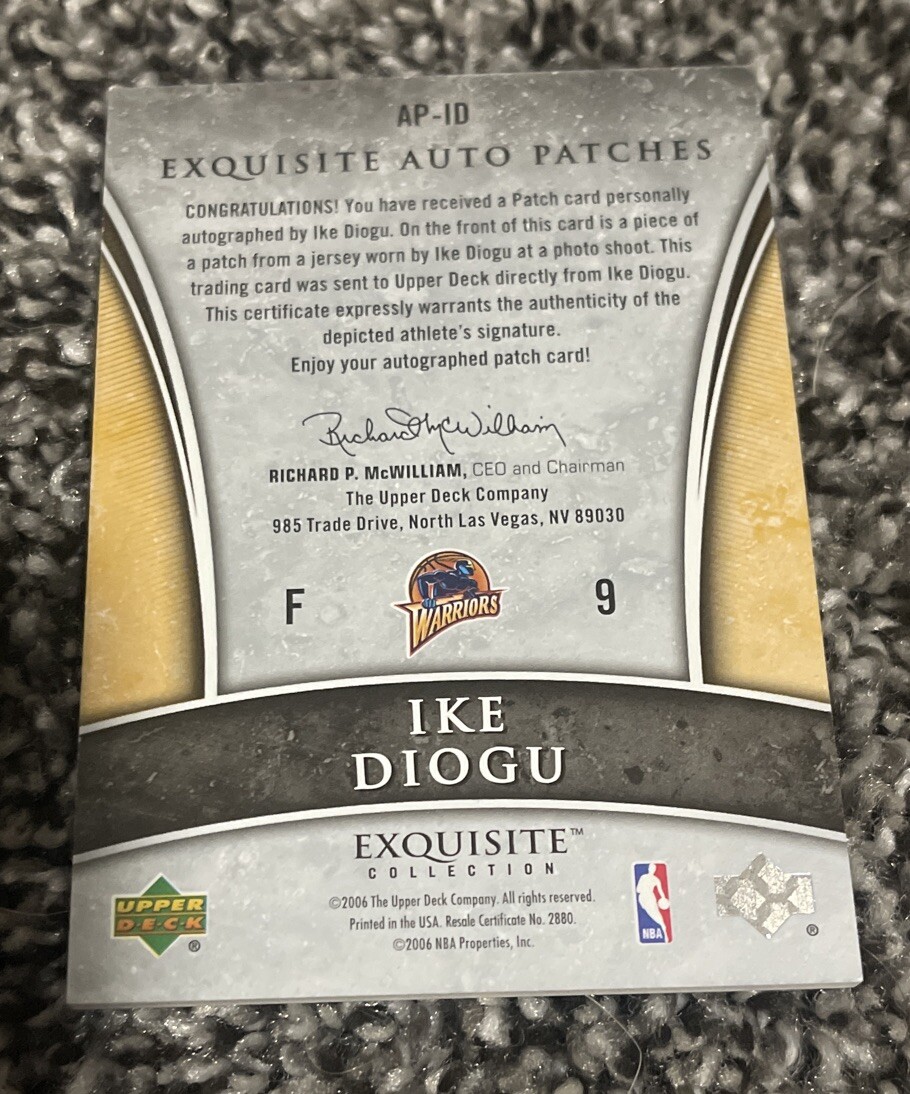 AP-ID
EXQUISITE AUTO PATCHES
CONGRATULATIONS! You have received a Patch card personally
autographed by Ike Diogu. On the front of this card is a piece of
a patch from a jersey worn by Ike Diogu at a photo shoot. This
trading card was sent to Upper Deck directly from Ike Diogu.
This certificate expressly warrants the authenticity of the
depicted athlete's signature.
Enjoy your autographed patch card!
Richard McWilliam
RICHARD P. McWILLIAM, CEO and Chairman
The Upper Deck Company
985 Trade Drive, North Las Vegas, NV 89030
F
WARRIORS
9
IKE
DIOGU
EXQUISITE™
COLLECTION
UPPER
D·E·C·K
®
©2006 The Upper Deck Company. All rights reserved.
Printed in the USA. Resale Certificate No. 2880.
©2006 NBA Properties, Inc.
NBA
®